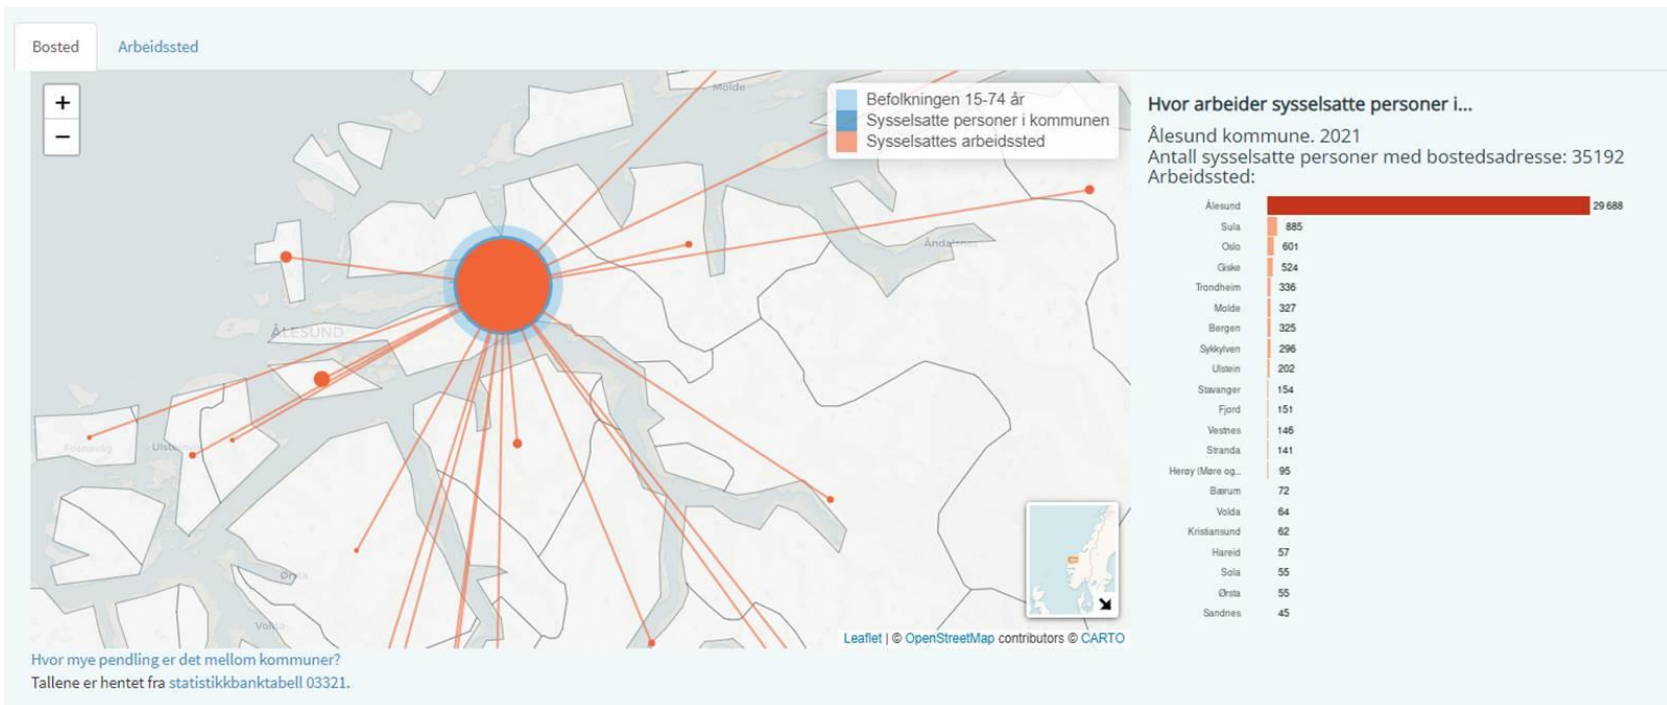 Bosted
Arbeidssted
+
−
Molde
Befolkningen 15-74 år
Sysselsatte personer i kommunen
Sysselsattes arbeidssted
Åndalsnes
ÅLESUND
Fosnavåg
Ulsteinvik
Ørsta
Volda
Leaflet | © OpenStreetMap contributors © CARTO
Hvor mye pendling er det mellom kommuner?
Tallene er hentet fra statistikkbanktabell 03321.
Hvor arbeider sysselsatte personer i...
Ålesund kommune. 2021
Antall sysselsatte personer med bostedsadresse: 35192
Arbeidssted:
Ålesund 29 688
Sula 885
Oslo 601
Giske 524
Trondheim 336
Molde 327
Bergen 325
Sykkylven 296
Ulstein 202
Stavanger 154
Fjord 151
Vestnes 146
Stranda 141
Herøy (Møre og... 95
Bærum 72
Volda 64
Kristiansund 62
Hareid 57
Sola 55
Ørsta 55
Sandnes 45